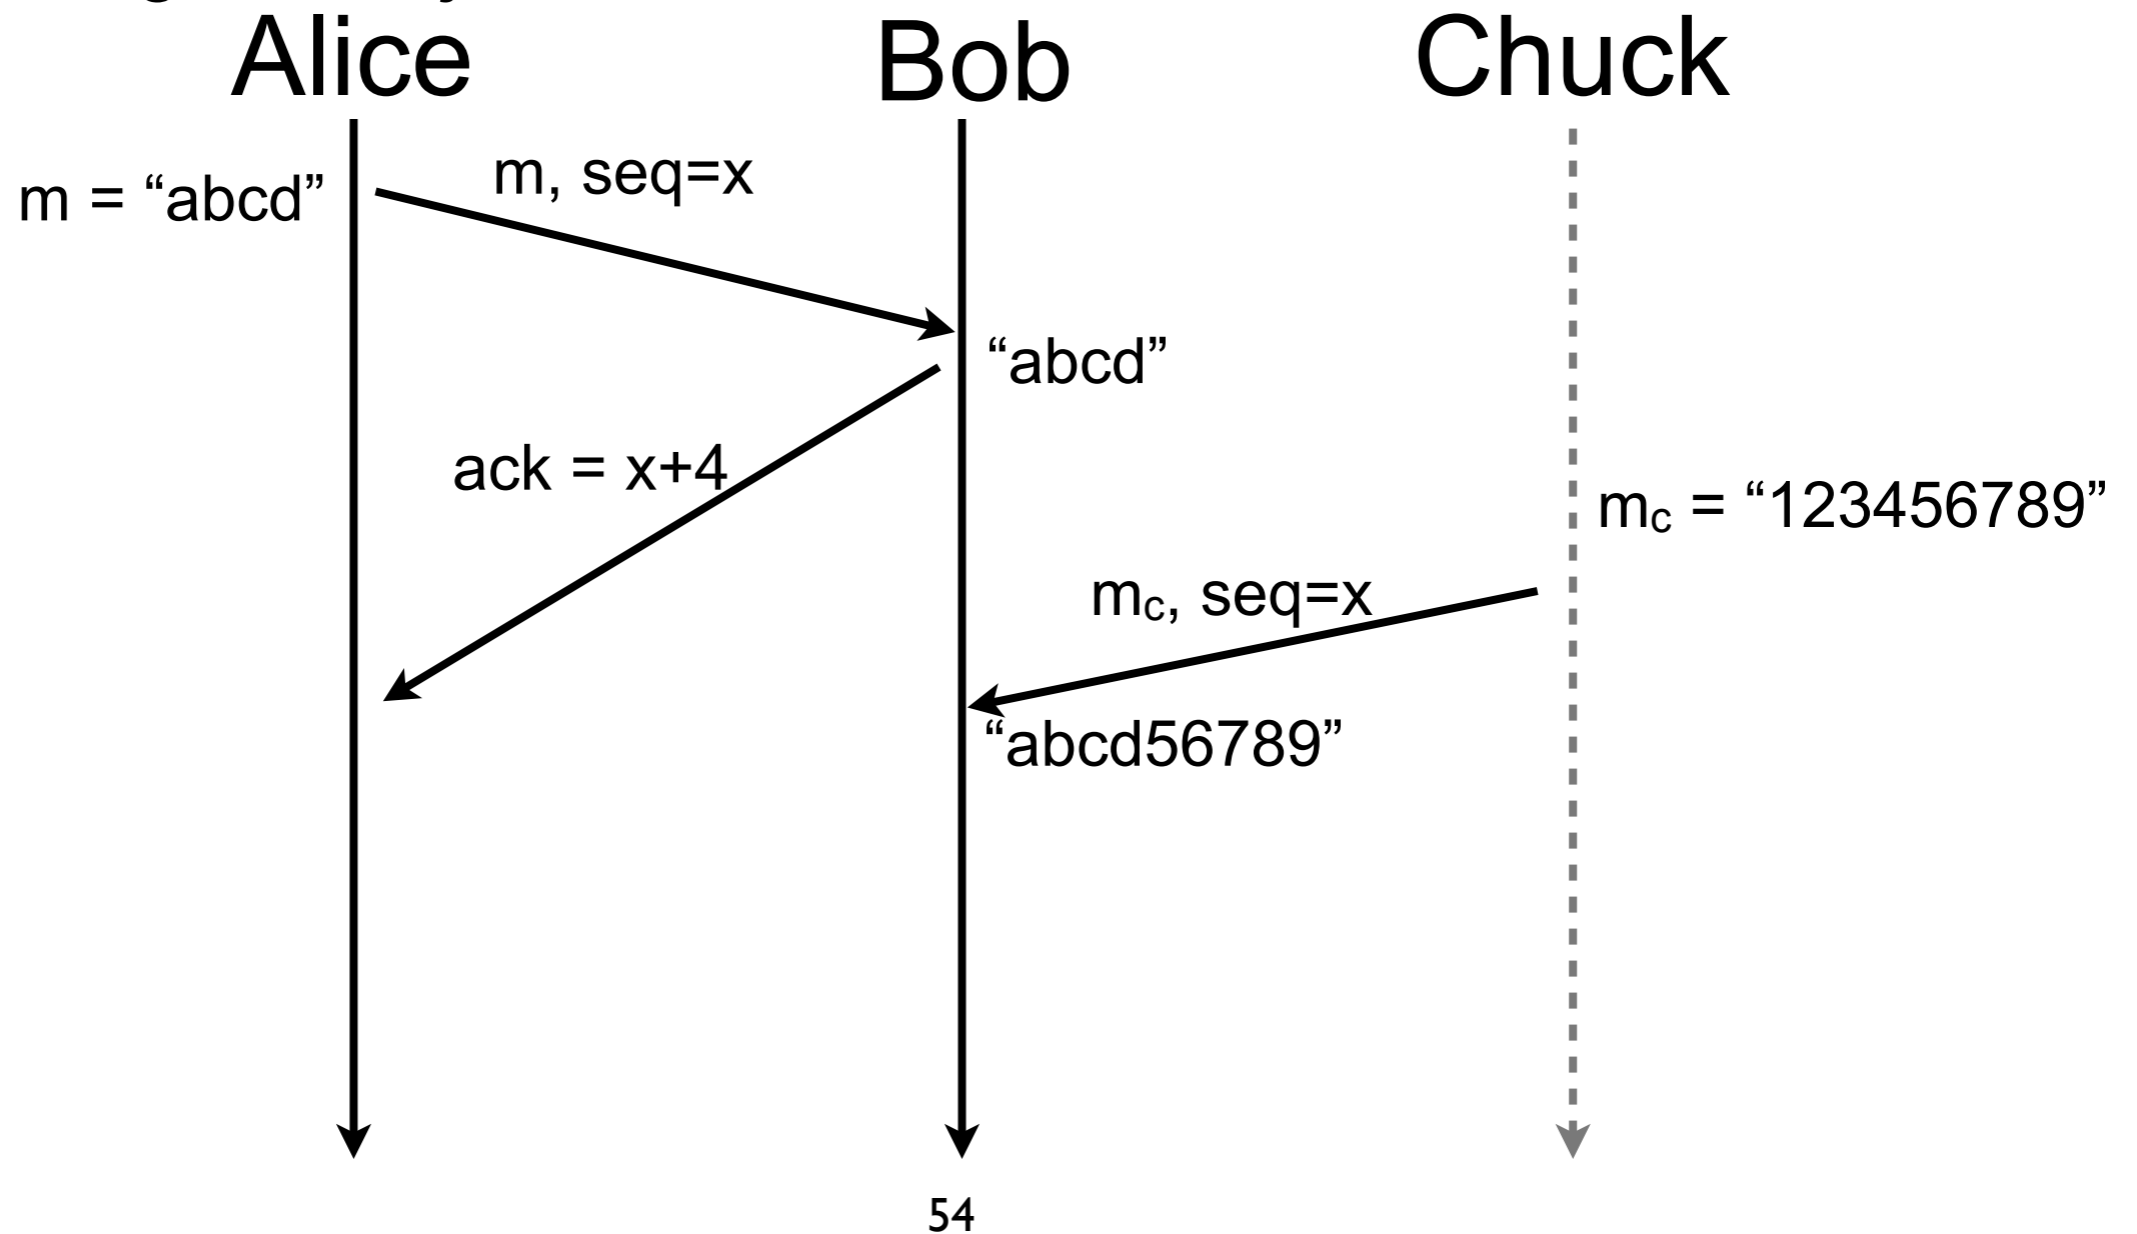 Alice
Bob
Chuck
m = “abcd”
m, seq=x
“abcd”
ack = x+4
mc = “123456789”
mc, seq=x
“abcd56789”
54